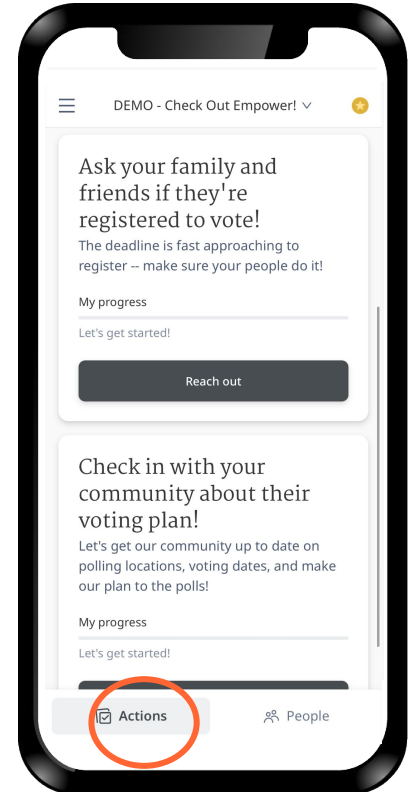 DEMO - Check Out Empower!
Ask your family and
friends if they're
registered to vote!
The deadline is fast approaching to
register -- make sure your people do it!
My progress
Let's get started!
Reach out
Check in with your
community about their
voting plan!
Let's get our community up to date on
polling locations, voting dates, and make
our plan to the polls!
My progress
Let's get started!
Actions
People